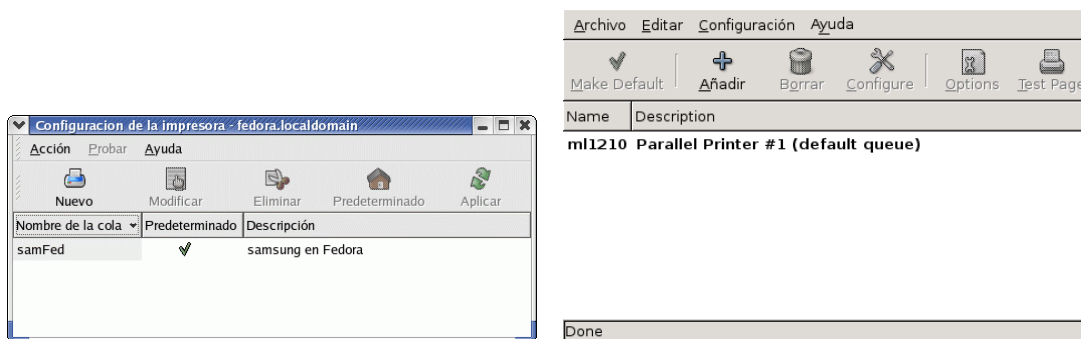 Configuracion de la impresora - fedora.localdomain
Acción Probar Ayuda
Nuevo Modificar Eliminar Predeterminado Aplicar
Nombre de la cola Predeterminado Descripción
samFed samsung en Fedora
Archivo Editar Configuración Ayuda
Make Default Añadir Borrar Configure Options Test Page
Name Description
ml1210 Parallel Printer #1 (default queue)
Done